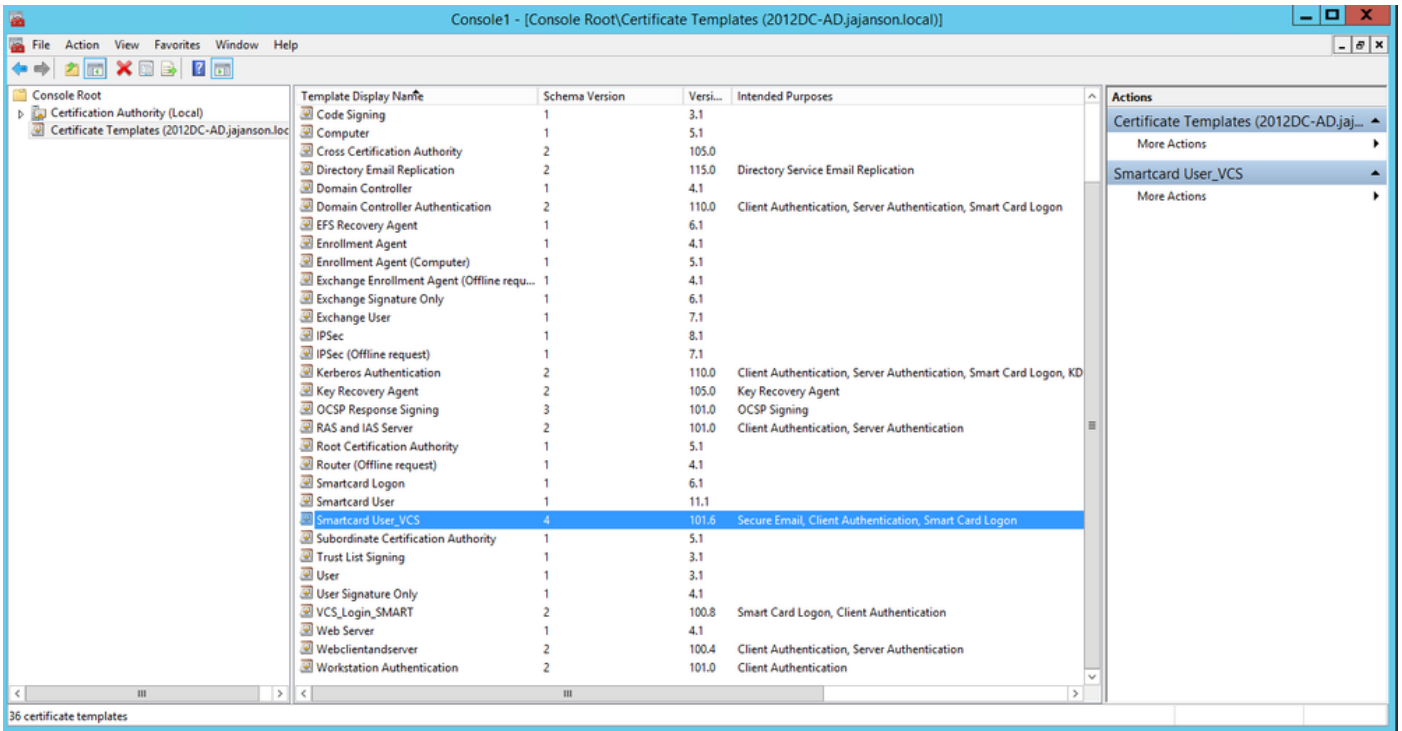 Console1 - [Console Root\Certificate Templates (2012DC-AD.jajanson.local)]
File Action View Favorites Window Help
Console Root
Certification Authority (Local)
Certificate Templates (2012DC-AD.jajanson.loc
Template Display Name Schema Version Versi... Intended Purposes
Code Signing 1 3.1
Computer 1 5.1
Cross Certification Authority 2 105.0
Directory Email Replication 2 115.0 Directory Service Email Replication
Domain Controller 1 4.1
Domain Controller Authentication 2 110.0 Client Authentication, Server Authentication, Smart Card Logon
EFS Recovery Agent 1 6.1
Enrollment Agent 1 4.1
Enrollment Agent (Computer) 1 5.1
Exchange Enrollment Agent (Offline requ... 1 4.1
Exchange Signature Only 1 6.1
Exchange User 1 7.1
IPSec 1 8.1
IPSec (Offline request) 1 7.1
Kerberos Authentication 2 110.0 Client Authentication, Server Authentication, Smart Card Logon, KD
Key Recovery Agent 2 105.0 Key Recovery Agent
OCSP Response Signing 3 101.0 OCSP Signing
RAS and IAS Server 2 101.0 Client Authentication, Server Authentication
Root Certification Authority 1 5.1
Router (Offline request) 1 4.1
Smartcard Logon 1 6.1
Smartcard User 1 11.1
Smartcard User_VCS 4 101.6 Secure Email, Client Authentication, Smart Card Logon
Subordinate Certification Authority 1 5.1
Trust List Signing 1 3.1
User 1 3.1
User Signature Only 1 4.1
VCS_Login_SMART 2 100.8 Smart Card Logon, Client Authentication
Web Server 1 4.1
Webclientandserver 2 100.4 Client Authentication, Server Authentication
Workstation Authentication 2 101.0 Client Authentication
Actions
Certificate Templates (2012DC-AD.jaj...
More Actions
Smartcard User_VCS
More Actions
36 certificate templates